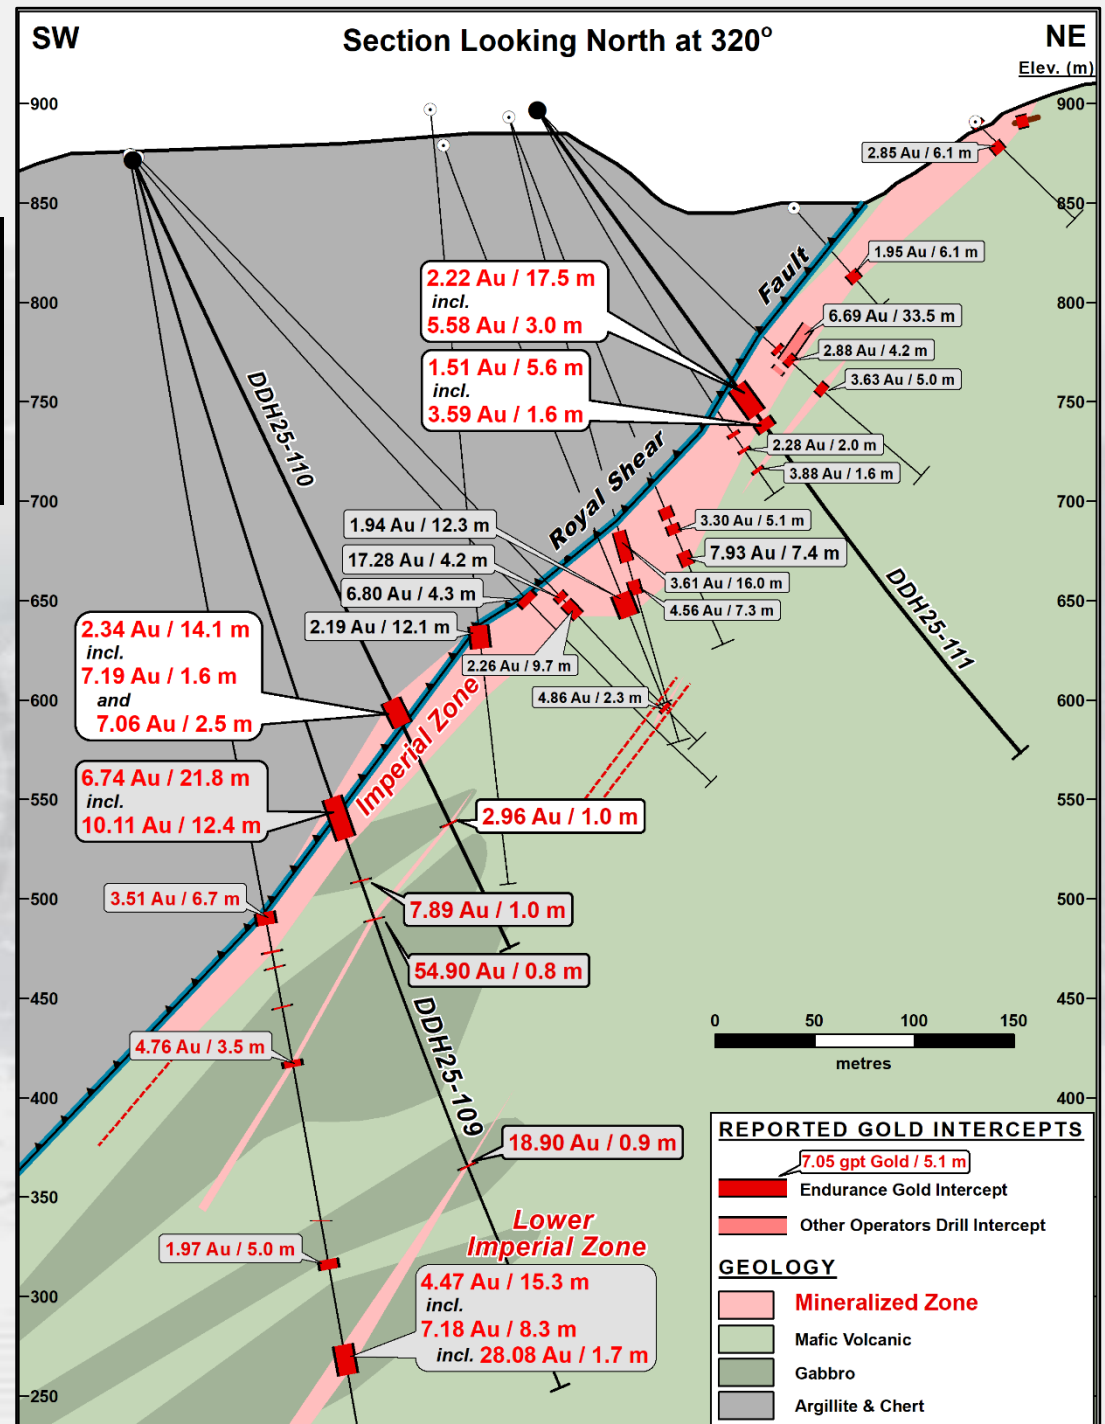 SW
Section Looking North at 320°
NE
Elev. (m)
900
900
850
850
800
800
750
750
700
700
650
650
600
600
550
550
500
500
450
450
400
400
350
300
250
2.85 Au / 6.1 m
1.95 Au / 6.1 m
6.69 Au / 33.5 m
2.88 Au / 4.2 m
3.63 Au / 5.0 m
2.22 Au / 17.5 m
incl.
5.58 Au / 3.0 m
1.51 Au / 5.6 m
incl.
3.59 Au / 1.6 m
Fault
Royal Shear
DDH25-110
2.28 Au / 2.0 m
3.88 Au / 1.6 m
1.94 Au / 12.3 m
3.30 Au / 5.1 m
17.28 Au / 4.2 m
7.93 Au / 7.4 m
6.80 Au / 4.3 m
3.61 Au / 16.0 m
4.56 Au / 7.3 m
2.19 Au / 12.1 m
2.26 Au / 9.7 m
4.86 Au / 2.3 m
DDH25-111
2.34 Au / 14.1 m
incl.
7.19 Au / 1.6 m
and
7.06 Au / 2.5 m
Imperial Zone
6.74 Au / 21.8 m
incl.
10.11 Au / 12.4 m
2.96 Au / 1.0 m
3.51 Au / 6.7 m
7.89 Au / 1.0 m
54.90 Au / 0.8 m
4.76 Au / 3.5 m
DDH25-109
18.90 Au / 0.9 m
1.97 Au / 5.0 m
Lower
Imperial Zone
4.47 Au / 15.3 m
incl.
7.18 Au / 8.3 m
incl. 28.08 Au / 1.7 m
0 50 100 150
metres
REPORTED GOLD INTERCEPTS
7.05 gpt Gold / 5.1 m
Endurance Gold Intercept
Other Operators Drill Intercept
GEOLOGY
Mineralized Zone
Mafic Volcanic
Gabbro
Argillite & Chert